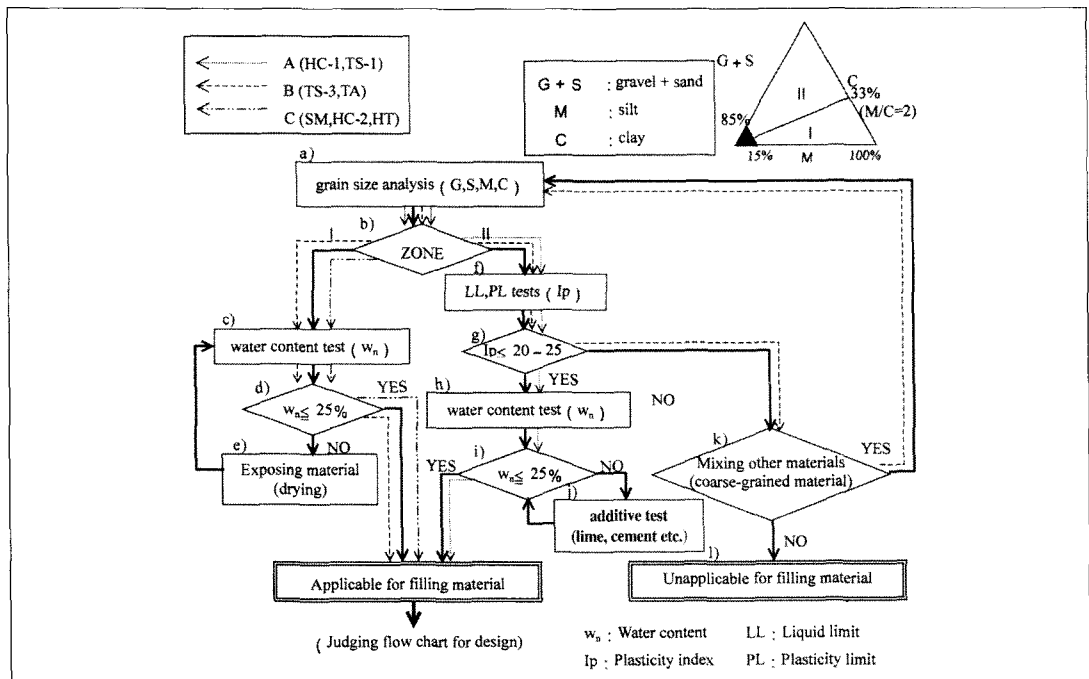 A (HC-1,TS-1)
B (TS-3,TA)
C (SM,HC-2,HT)
G + S : gravel + sand
M : silt
C : clay
G + S
C
33%
(M/C=2)
II
I
85%
15%
M
100%
a)
grain size analysis ( G,S,M,C )
b)
I
II
ZONE
f)
LL,PL tests ( Ip )
c)
water content test ( wn )
g)
Ip≤ 20 – 25
YES
NO
d)
wn≦ 25%
YES
NO
h)
water content test ( wn )
e)
Exposing material
(drying)
i)
wn≦ 25%
YES
NO
j)
additive test
(lime, cement etc.)
k)
Mixing other materials
(coarse-grained material)
YES
NO
l)
Applicable for filling material
Unapplicable for filling material
( Judging flow chart for design)
wn : Water content LL : Liquid limit
Ip : Plasticity index PL : Plasticity limit